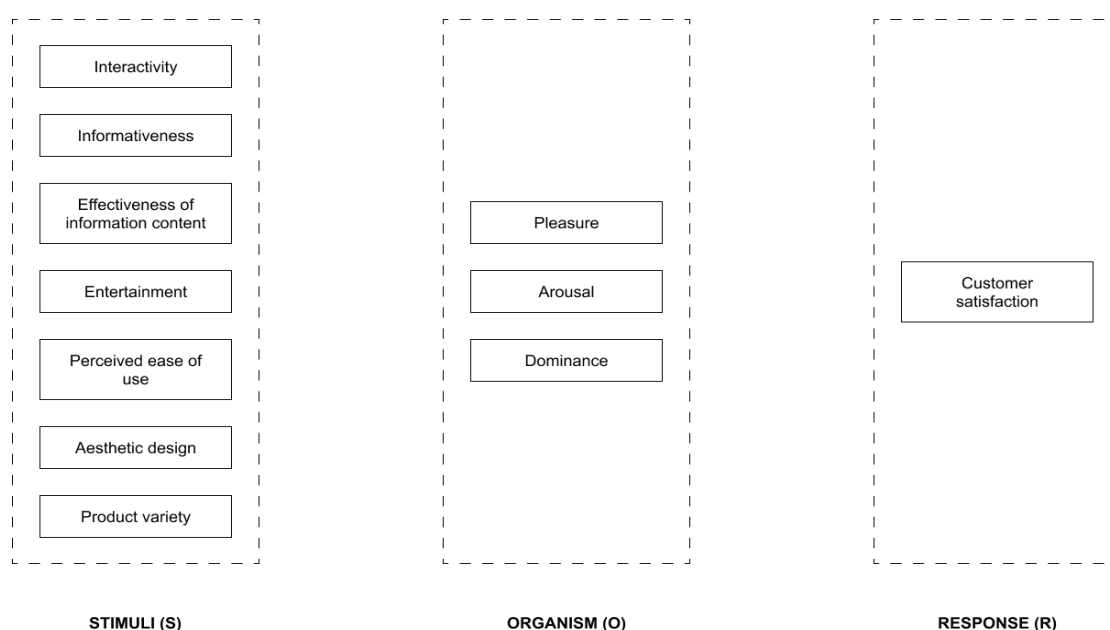 Interactivity
Informativeness
Effectiveness of
information content
Entertainment
Perceived ease of
use
Aesthetic design
Product variety
STIMULI (S)
Pleasure
Arousal
Dominance
ORGANISM (O)
Customer
satisfaction
RESPONSE (R)